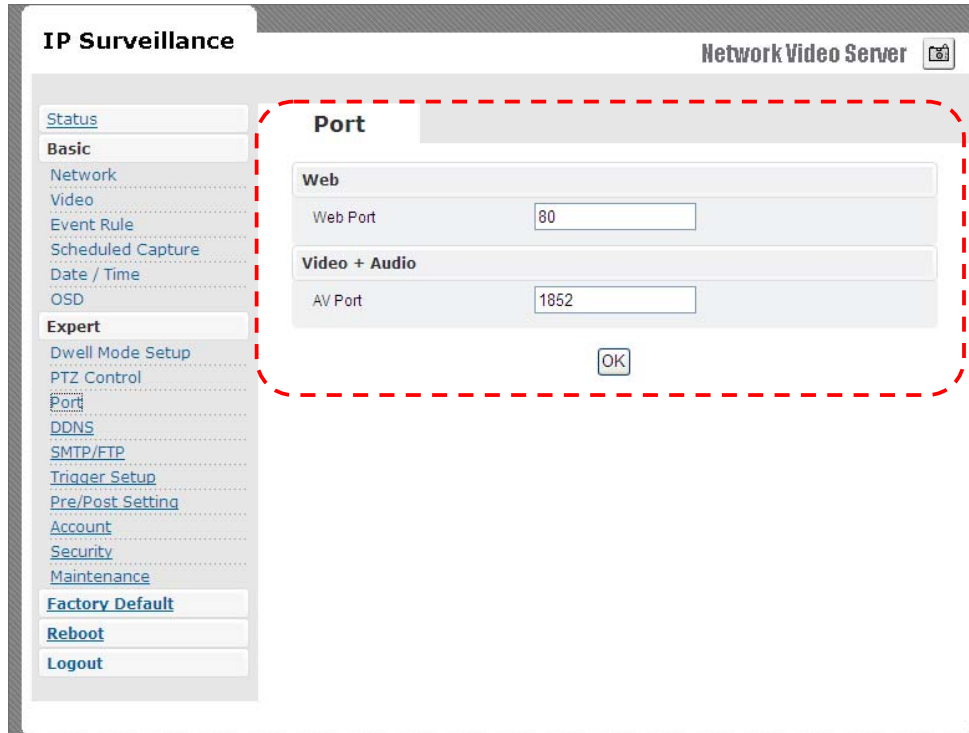 IP Surveillance
Network Video Server
Status
Basic
Network
Video
Event Rule
Scheduled Capture
Date / Time
OSD
Expert
Dwell Mode Setup
PTZ Control
Port
DDNS
SMTP/FTP
Trigger Setup
Pre/Post Setting
Account
Security
Maintenance
Factory Default
Reboot
Logout
Port
Web
Web Port 80
Video + Audio
AV Port 1852
OK